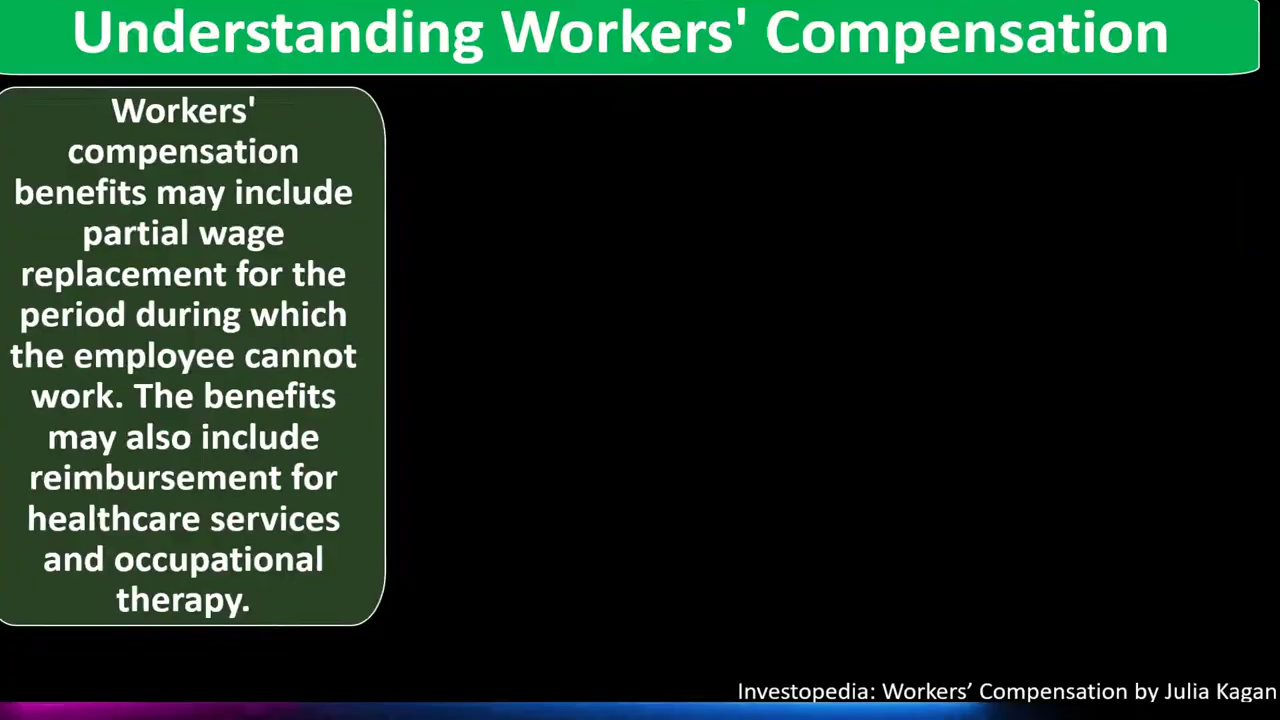 Understanding Workers' Compensation
Workers'
compensation
benefits may include
partial wage
replacement for the
period during which
the employee cannot
work. The benefits
may also include
reimbursement for
healthcare services
and occupational
therapy.
Investopedia: Workers’ Compensation by Julia Kagan